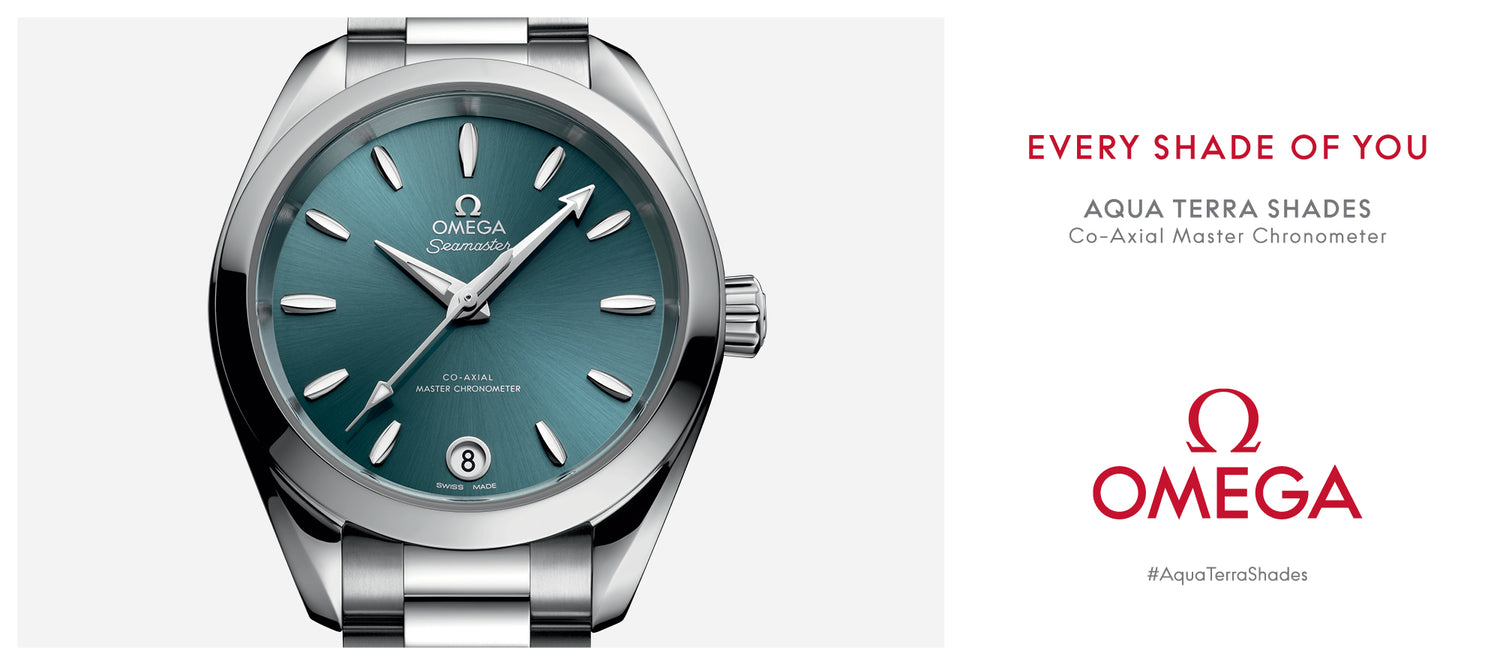 Ω
OMEGA
Seamaster
CO-AXIAL
MASTER CHRONOMETER
8
SWISS MADE
EVERY SHADE OF YOU
AQUA TERRA SHADES
Co-Axial Master Chronometer
Ω
OMEGA
#AquaTerraShades